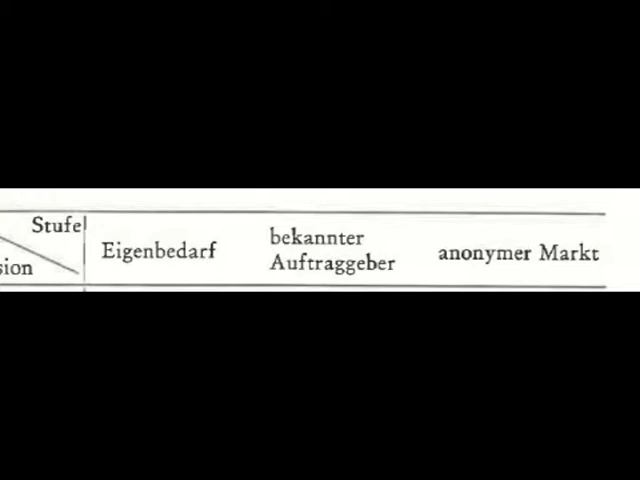 Stufe
sion
Eigenbedarf
bekannter
Auftraggeber
anonymer Markt